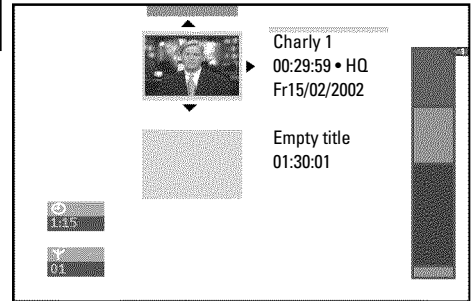 Charly 1
00:29:59 • HQ
Fr15/02/2002
Empty title
01:30:01
1:15
01